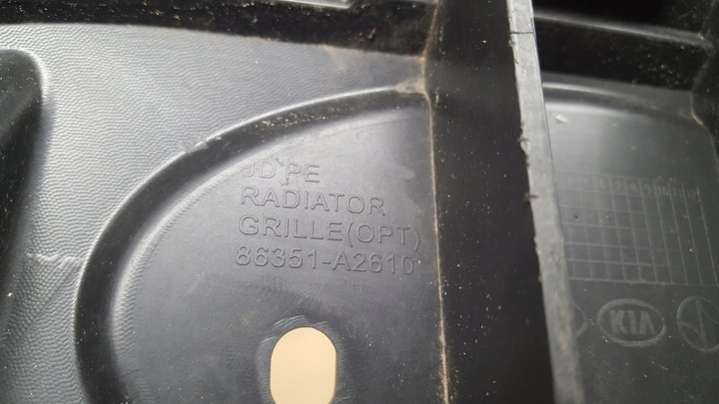 JD PE
RADIATOR
GRILLE(OPT)
86351-A2610
KIA